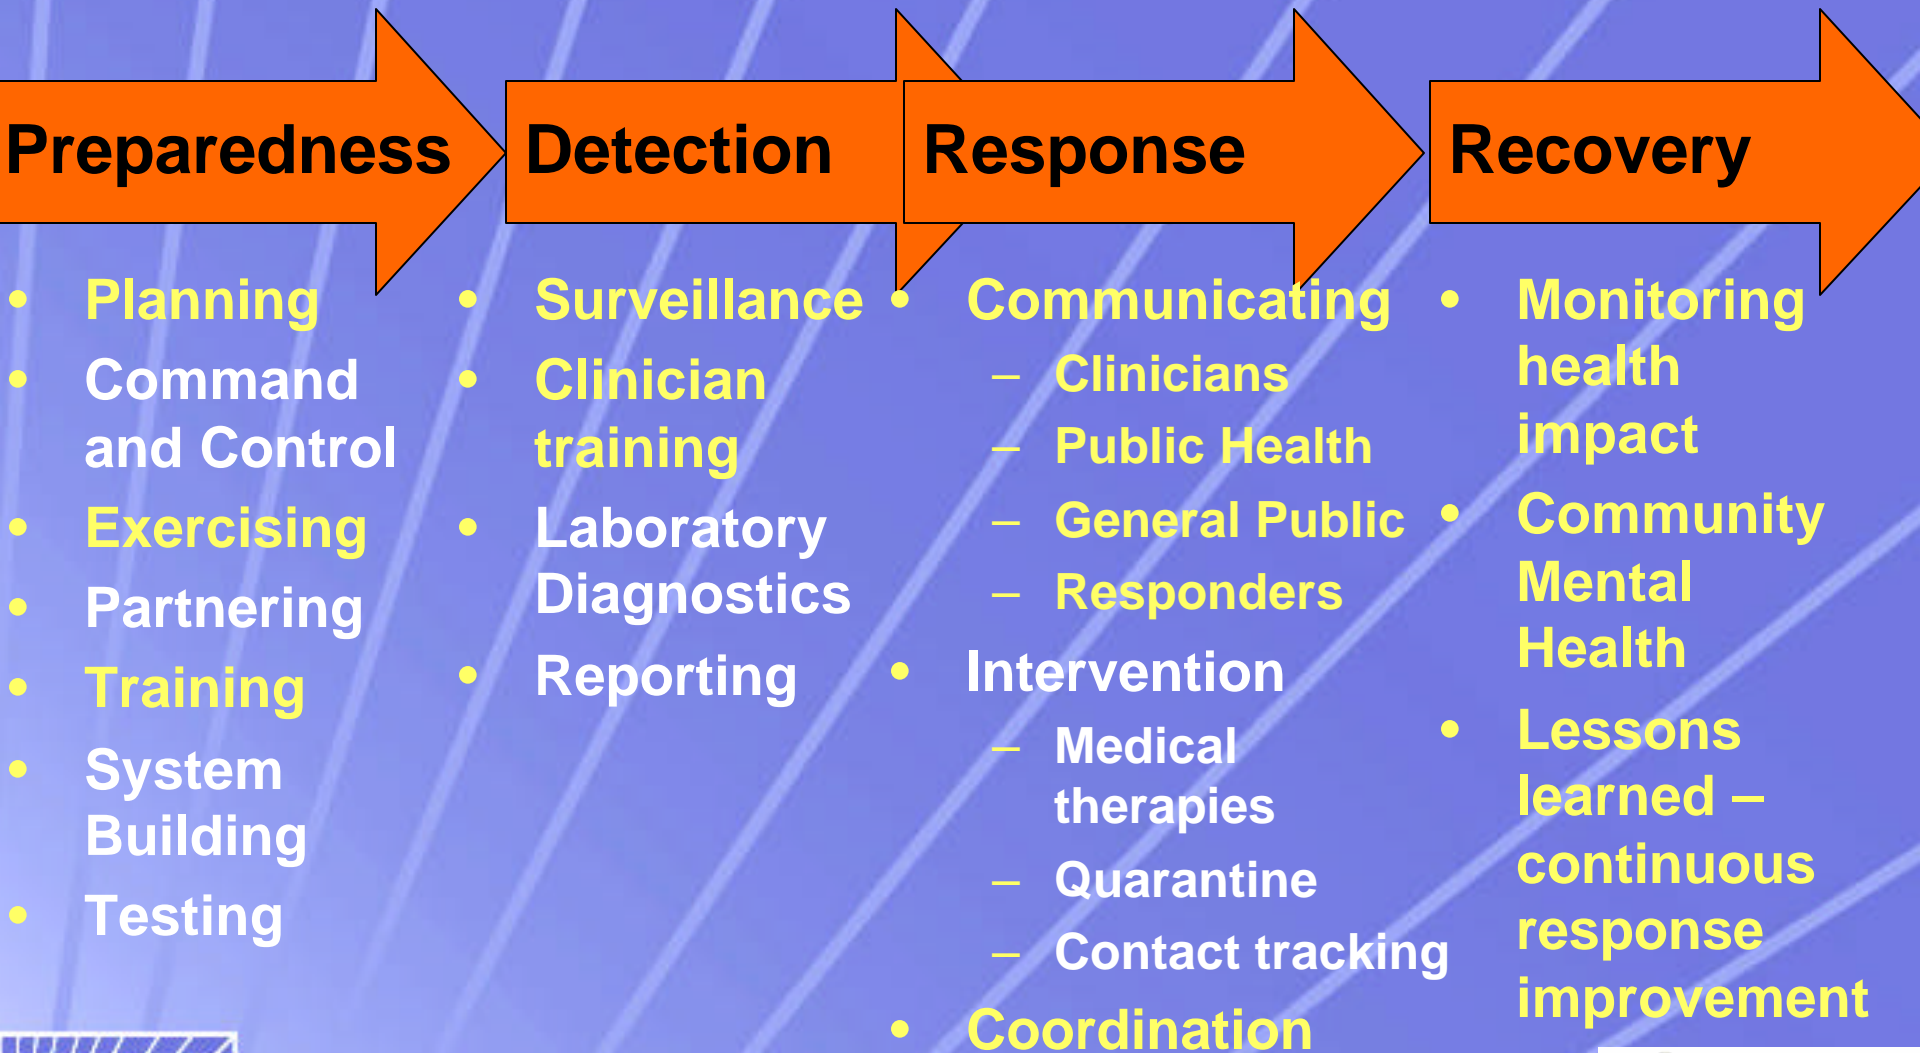 Preparedness
Detection
Response
Recovery
• Planning
• Command
and Control
• Exercising
• Partnering
• Training
• System
Building
• Testing
• Surveillance
• Clinician
training
• Laboratory
Diagnostics
• Reporting
• Communicating
– Clinicians
– Public Health
– General Public
– Responders
• Intervention
– Medical
therapies
– Quarantine
– Contact tracking
• Coordination
• Monitoring
health
impact
• Community
Mental
Health
• Lessons
learned –
continuous
response
improvement